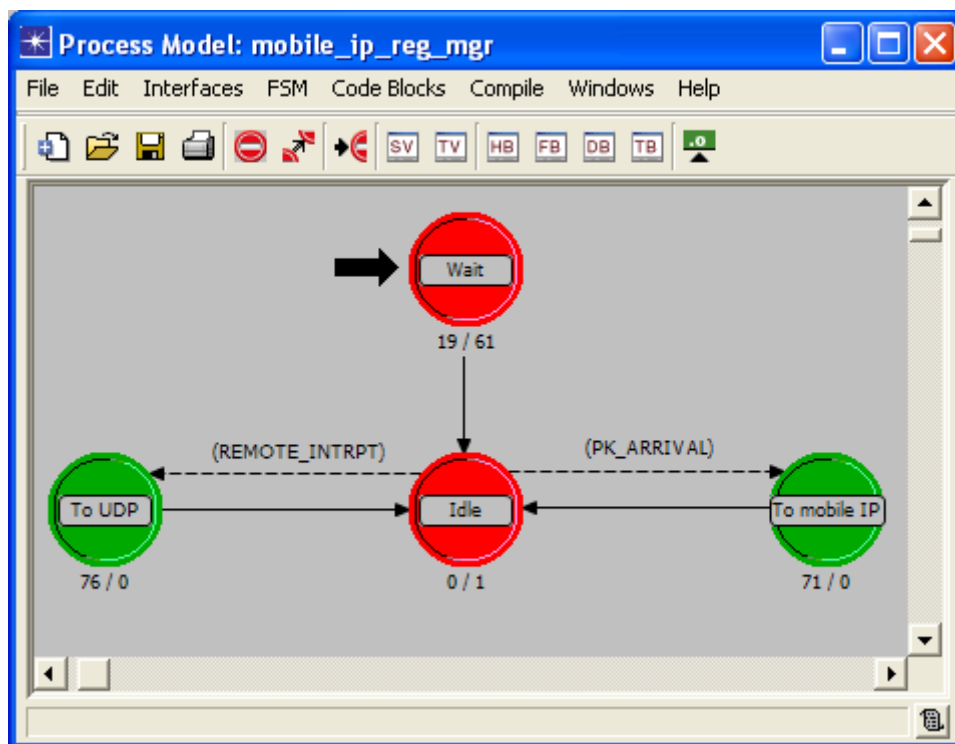 Process Model: mobile_ip_reg_mgr
File Edit Interfaces FSM Code Blocks Compile Windows Help
SV TV HB FB DB TB .0
Wait
19 / 61
(REMOTE_INTRPT) (PK_ARRIVAL)
To UDP Idle To mobile IP
76 / 0 0 / 1 71 / 0